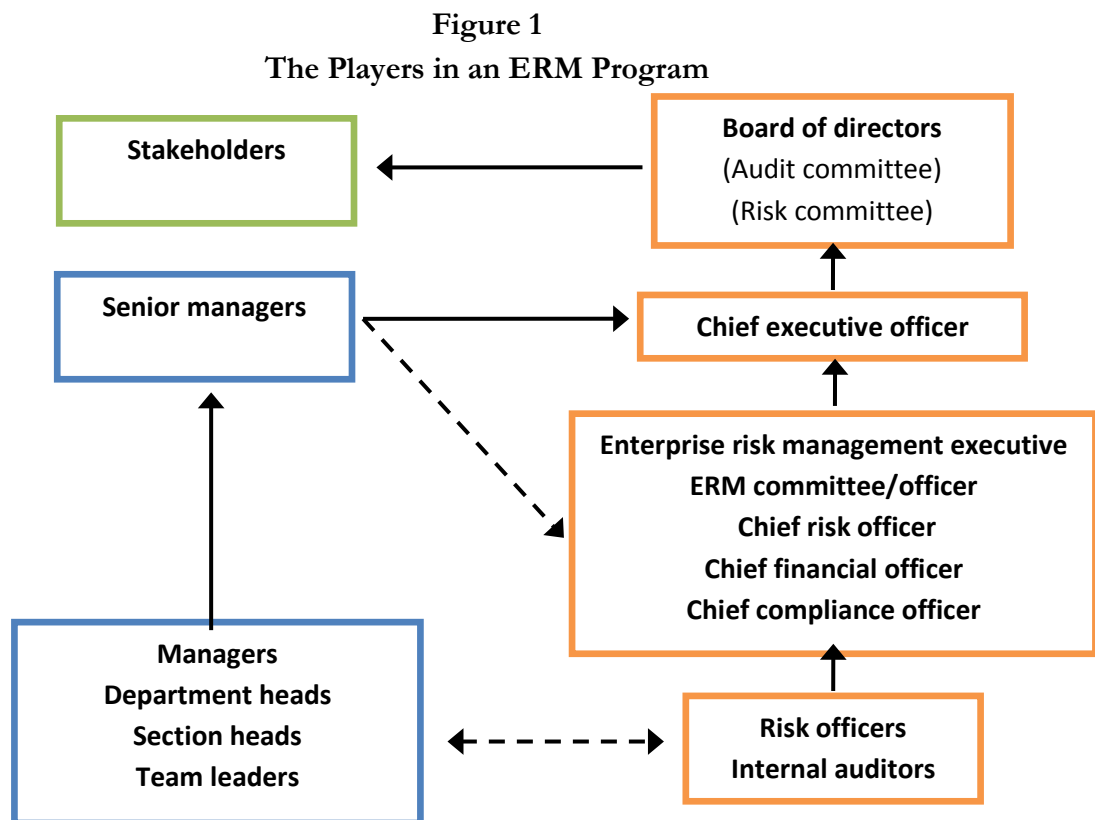 Figure 1
The Players in an ERM Program
Stakeholders
Board of directors
(Audit committee)
(Risk committee)
Senior managers
Chief executive officer
Enterprise risk management executive
ERM committee/officer
Chief risk officer
Chief financial officer
Chief compliance officer
Managers
Department heads
Section heads
Team leaders
Risk officers
Internal auditors